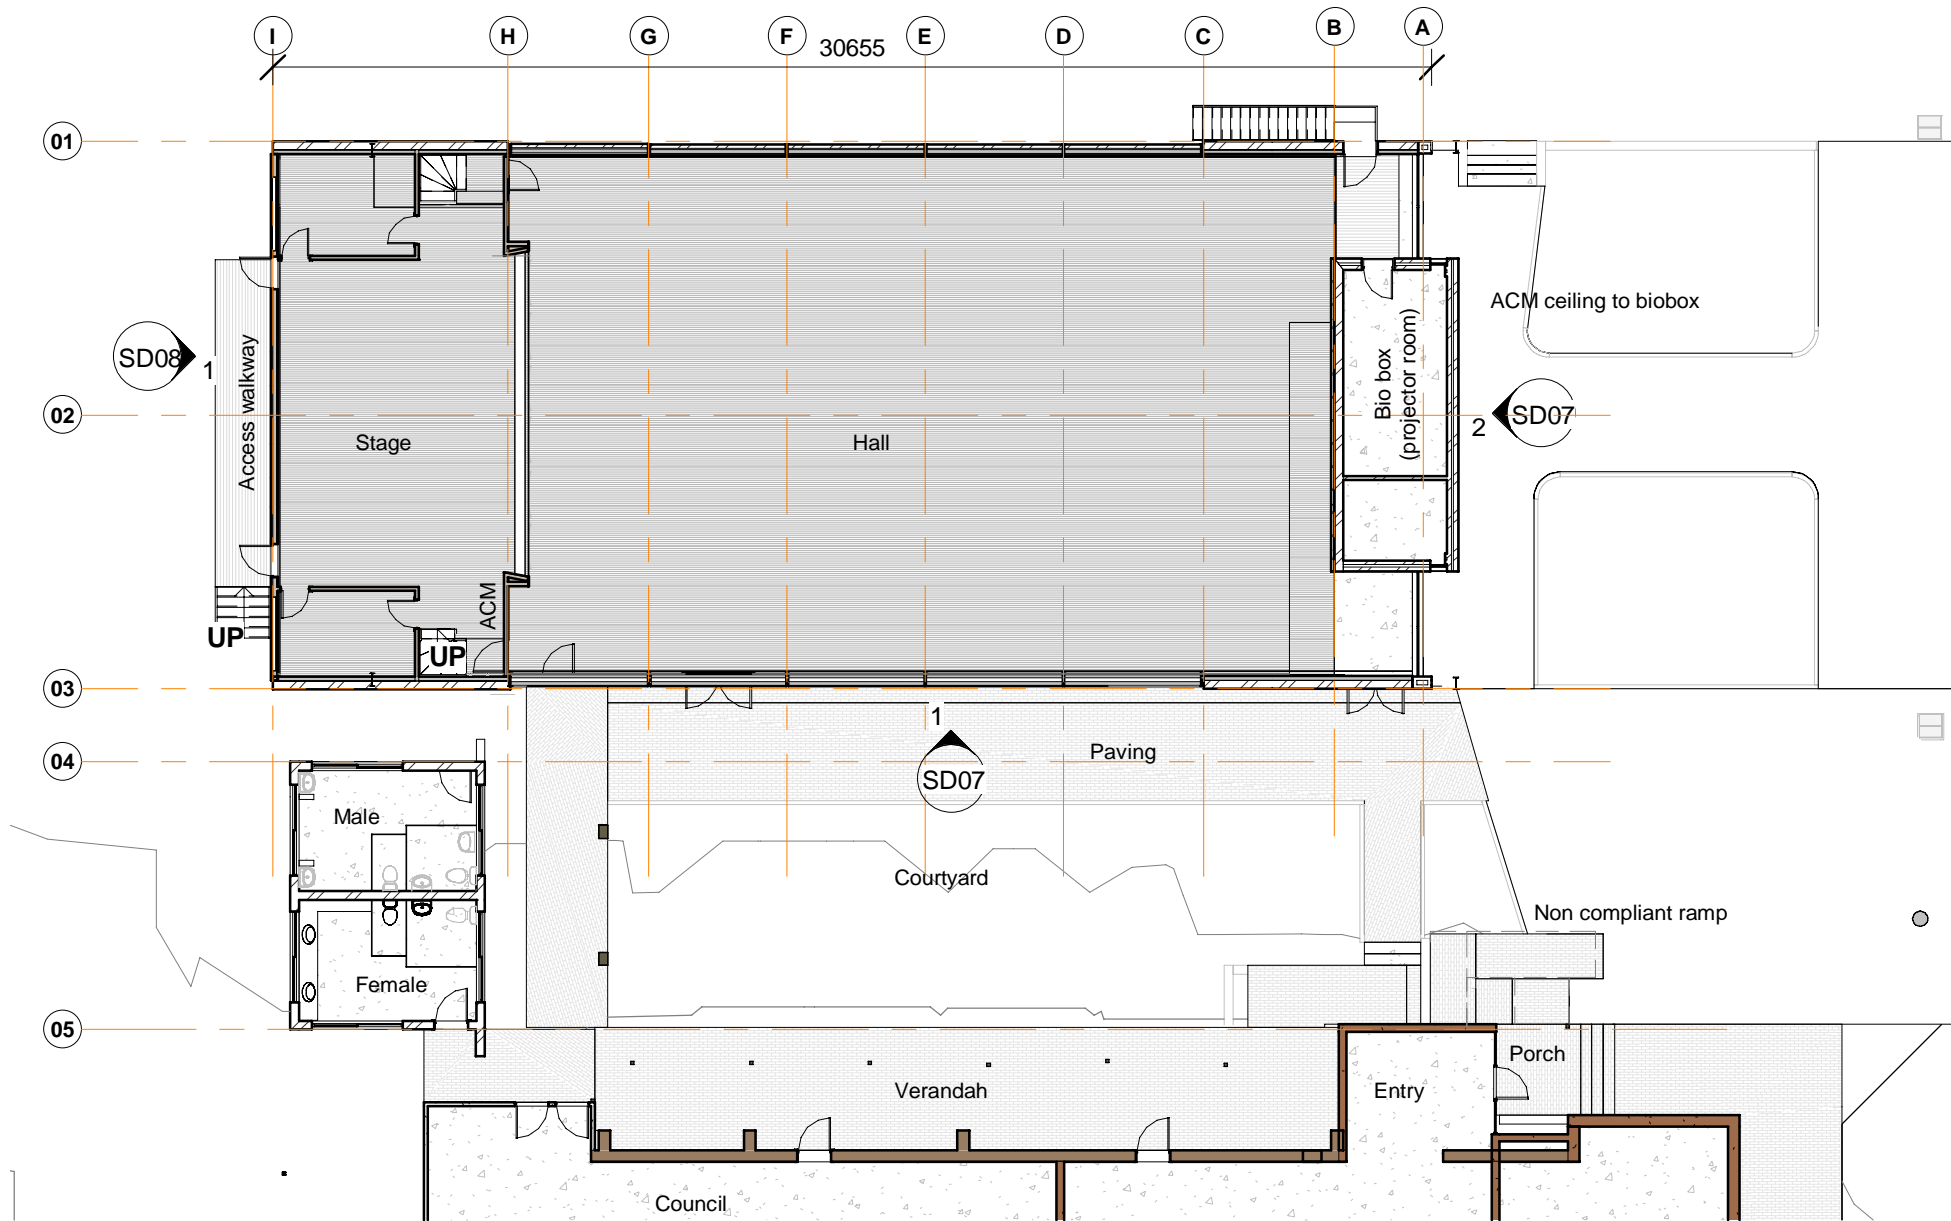 I
H
G
F
E
D
C
B
A
30655
01
ACM ceiling to biobox
SD08
1
Access walkway
Bio box
(projector room)
02
Stage
Hall
2
SD07
ACM
UP
UP
03
1
04
Paving
SD07
Male
Courtyard
Non compliant ramp
Female
05
Porch
Verandah
Entry
Council